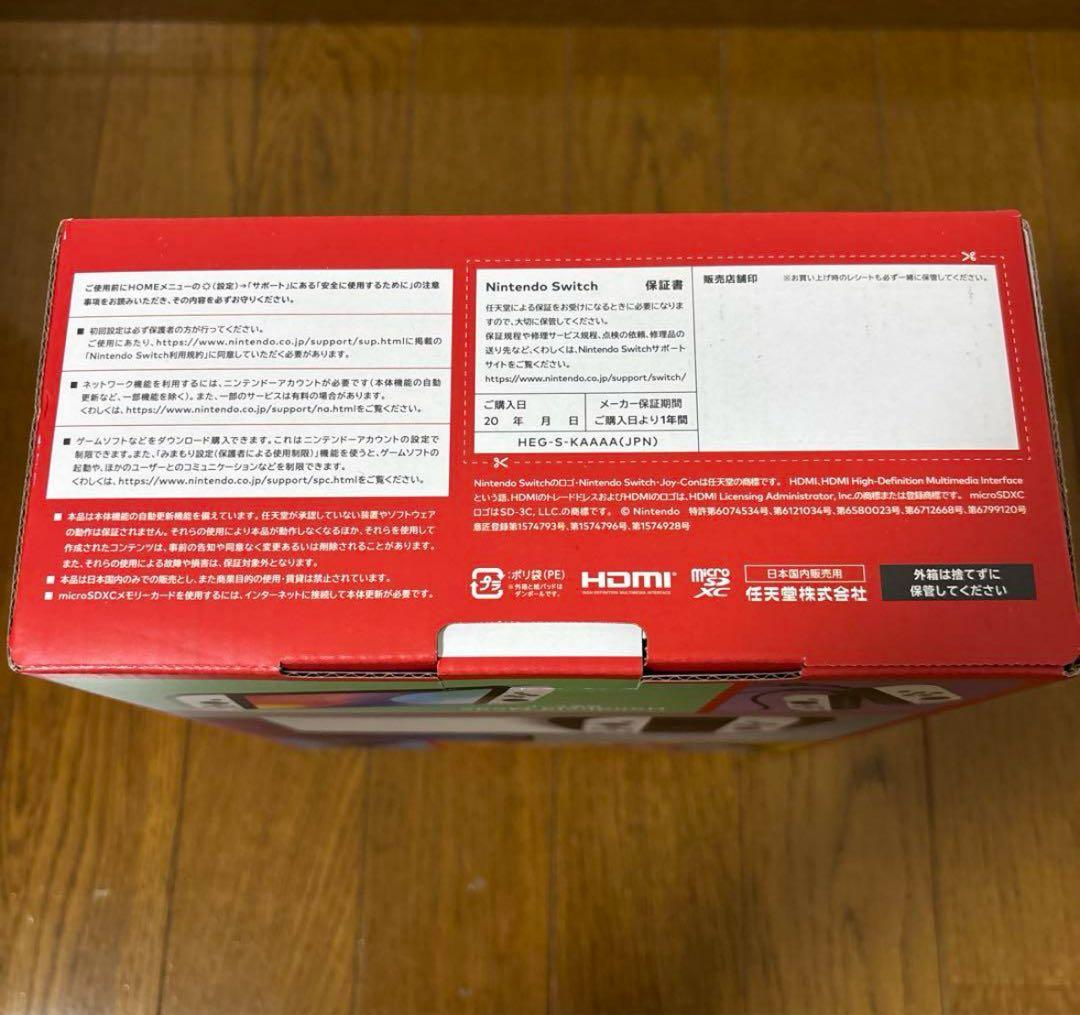 ご使用前にHOMEメニューの(設定)→「サポート」にある「安全に使用するために」の注意
事項をお読みいただき、その内容を必ずお守りください。
■ 初回設定は必ず保護者の方が行ってください。
ご使用にあたり、https://www.nintendo.co.jp/support/sup.htmlに掲載の
「Nintendo Switch利用規約」に同意していただく必要があります。
■ ネットワーク機能を利用するには、ニンテンドーアカウントが必要です(本体機能の自動
更新など、一部機能を除く)。また、一部のサービスは有料の場合があります。
くわしくは、https://www.nintendo.co.jp/support/na.htmlをご覧ください。
■ ゲームソフトなどをダウンロード購入できます。これはニンテンドーアカウントの設定で
制限できます。また、「みまもり設定(保護者による使用制限)」機能を使うと、ゲームソフトの
起動や、ほかのユーザーとのコミュニケーションなどを制限できます。
くわしくは、https://www.nintendo.co.jp/support/spc.htmlをご覧ください。
■ 本品は本体機能の自動更新機能を備えています。任天堂が承認していない装置やソフトウェア
の動作は保証されません。それらの使用により本品が動作しなくなるほか、それらを使用して
作成されたコンテンツは、事前の告知や同意なく変更あるいは削除されることがあります。
また、それらの使用による故障や損害は、保証対象外となります。
■ 本品は日本国内のみでの販売とし、また商業目的の使用・賃貸は禁止されています。
■ microSDXCメモリーカードを使用するには、インターネットに接続して本体更新が必要です。
Nintendo Switch 保証書
任天堂による保証をお受けになるときに必要になりま
すので、大切に保管してください。
保証規程や修理サービス規程、点検の依頼、修理品の
送り先など、くわしくは、Nintendo Switchサポート
サイトをご覧ください。
https://www.nintendo.co.jp/support/switch/
ご購入日
20 年 月 日
メーカー保証期間
ご購入日より1年間
HEG-S-KAAAA(JPN)
販売店舗印 ※お買い上げ時のレシートも必ず一緒に保管してください。
Nintendo Switchのロゴ・Nintendo Switch・Joy-Conは任天堂の商標です。 HDMI、HDMI High-Definition Multimedia Interface
という語、HDMIのトレードドレスおよびHDMIのロゴは、HDMI Licensing Administrator, Inc.の商標または登録商標です。 microSDXC
ロゴはSD-3C, LLC.の商標です。 © Nintendo 特許第6074534号、第6121034号、第6580023号、第6712668号、第6799120号
意匠登録第1574793号、第1574796号、第1574928号
プラ
:ポリ袋(PE)
※外箱と紙パッドは
ダンボールです。
HDMI
HIGH-DEFINITION MULTIMEDIA INTERFACE
micro
SD
XC
日本国内販売用
任天堂株式会社
外箱は捨てずに
保管してください